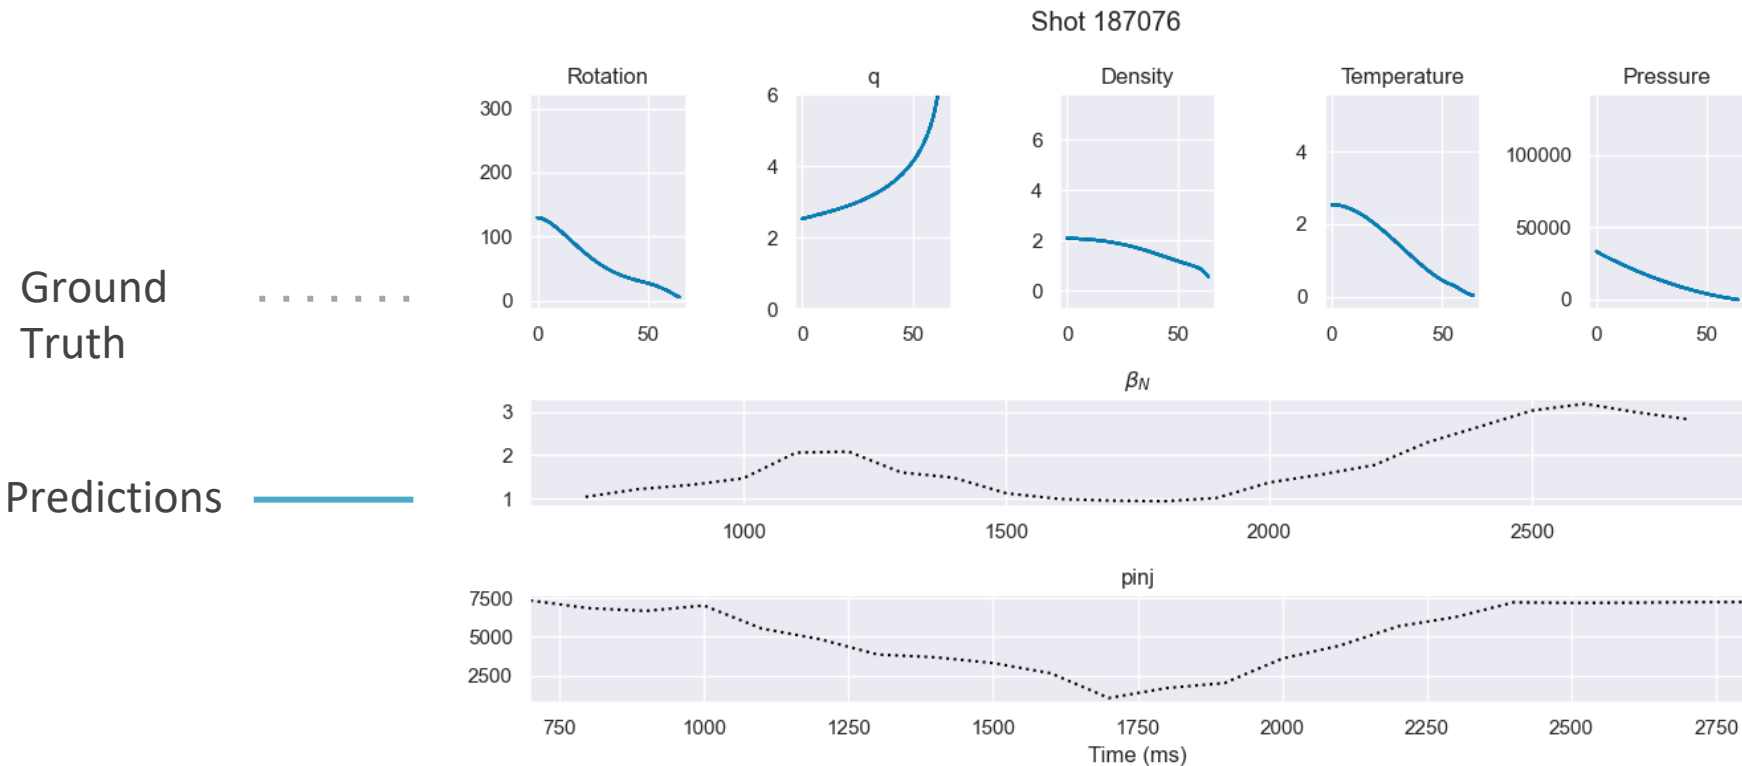 Shot 187076
Rotation q Density Temperature Pressure
300 6 6 4 100000
200 4 4 2 50000
100 2 2 0 0
0 0 0
0 50 0 50 0 50 0 50 0 50
Ground
Truth
Predictions
β_N
3
2
1
1000 1500 2000 2500
pinj
7500
5000
2500
750 1000 1250 1500 1750 2000 2250 2500 2750
Time (ms)